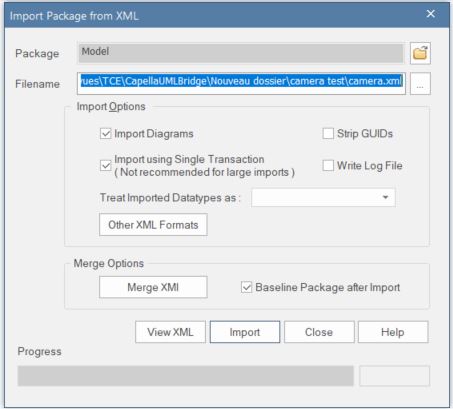 Import Package from XML
Package
Model
Filename
vues\TCE\CapellaUMLBridge\Nouveau dossier\camera test\camera.xml
...
Import Options
Import Diagrams
Strip GUIDs
Import using Single Transaction
( Not recommended for large imports )
Write Log File
Treat Imported Datatypes as :
Other XML Formats
Merge Options
Merge XMI
Baseline Package after Import
View XML
Import
Close
Help
Progress